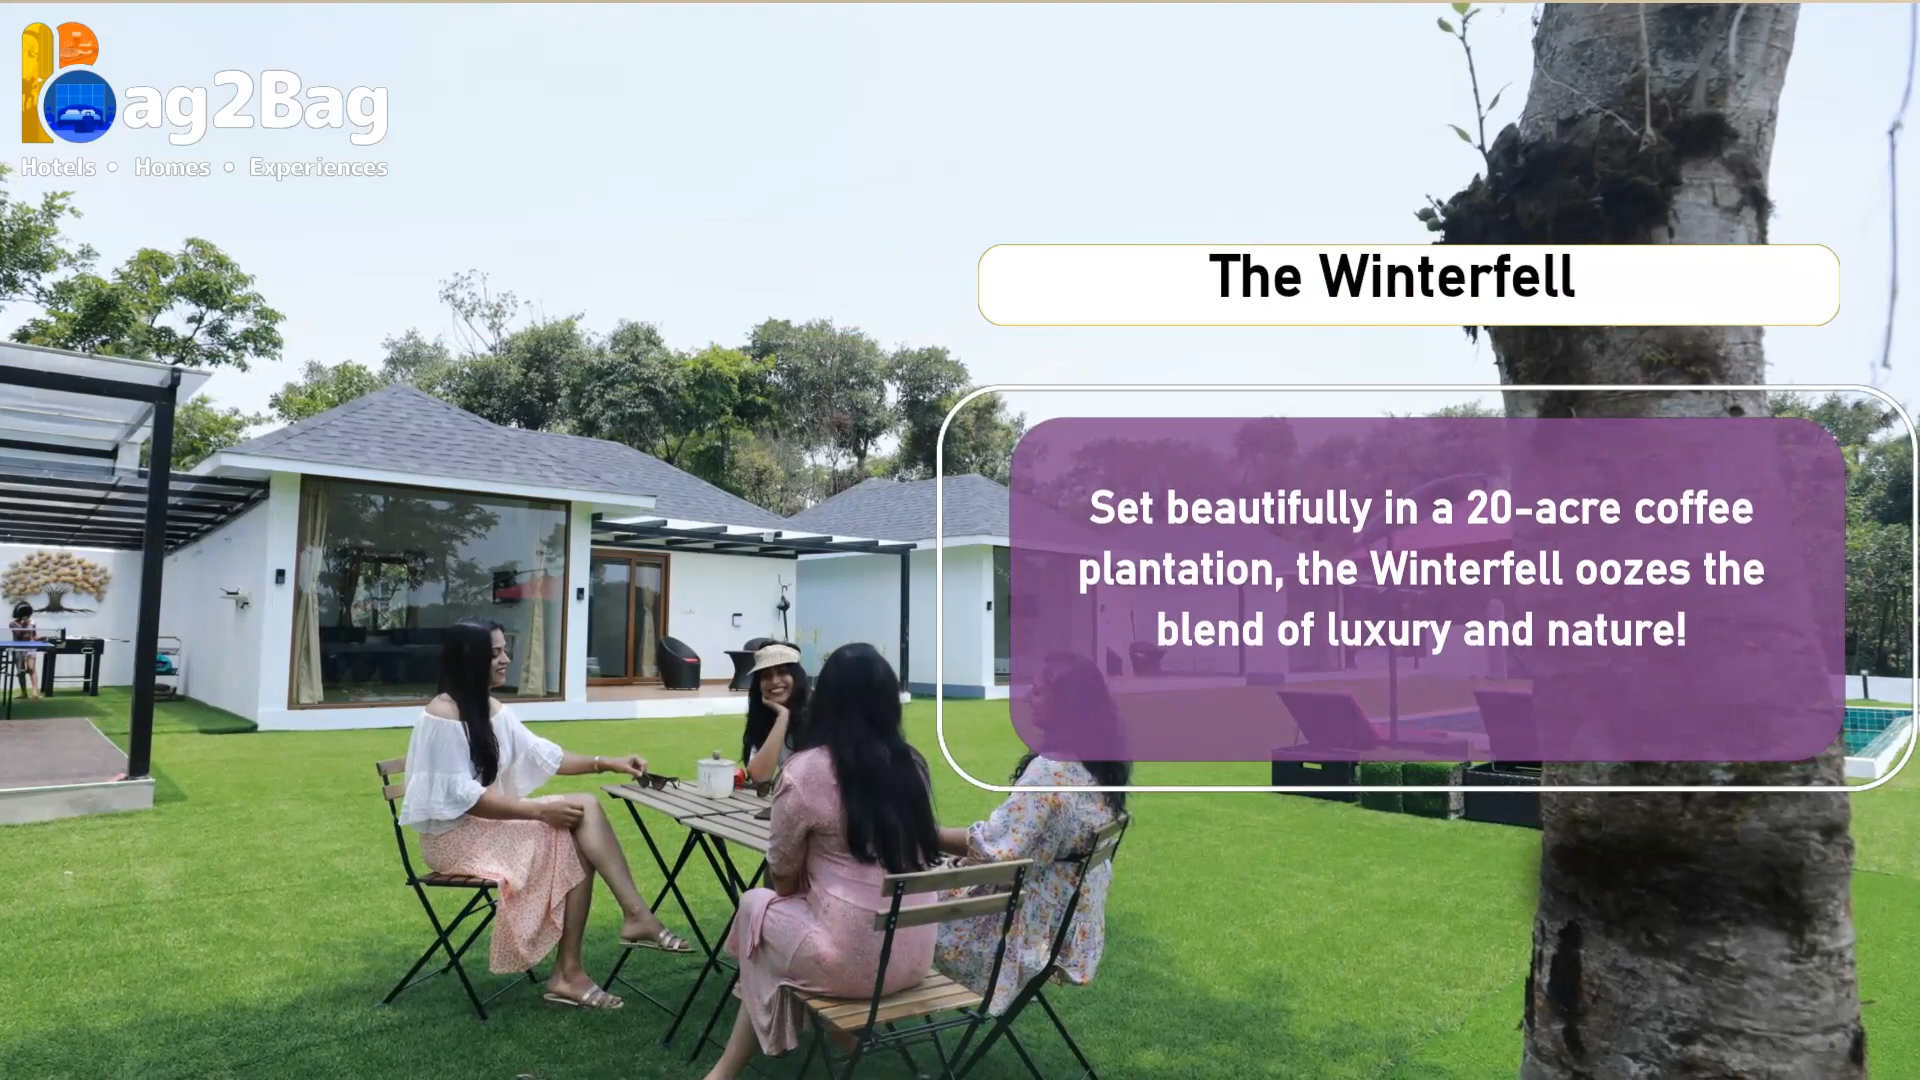 Bag2Bag
Hotels • Homes • Experiences
The Winterfell
Set beautifully in a 20-acre coffee
plantation, the Winterfell oozes the
blend of luxury and nature!